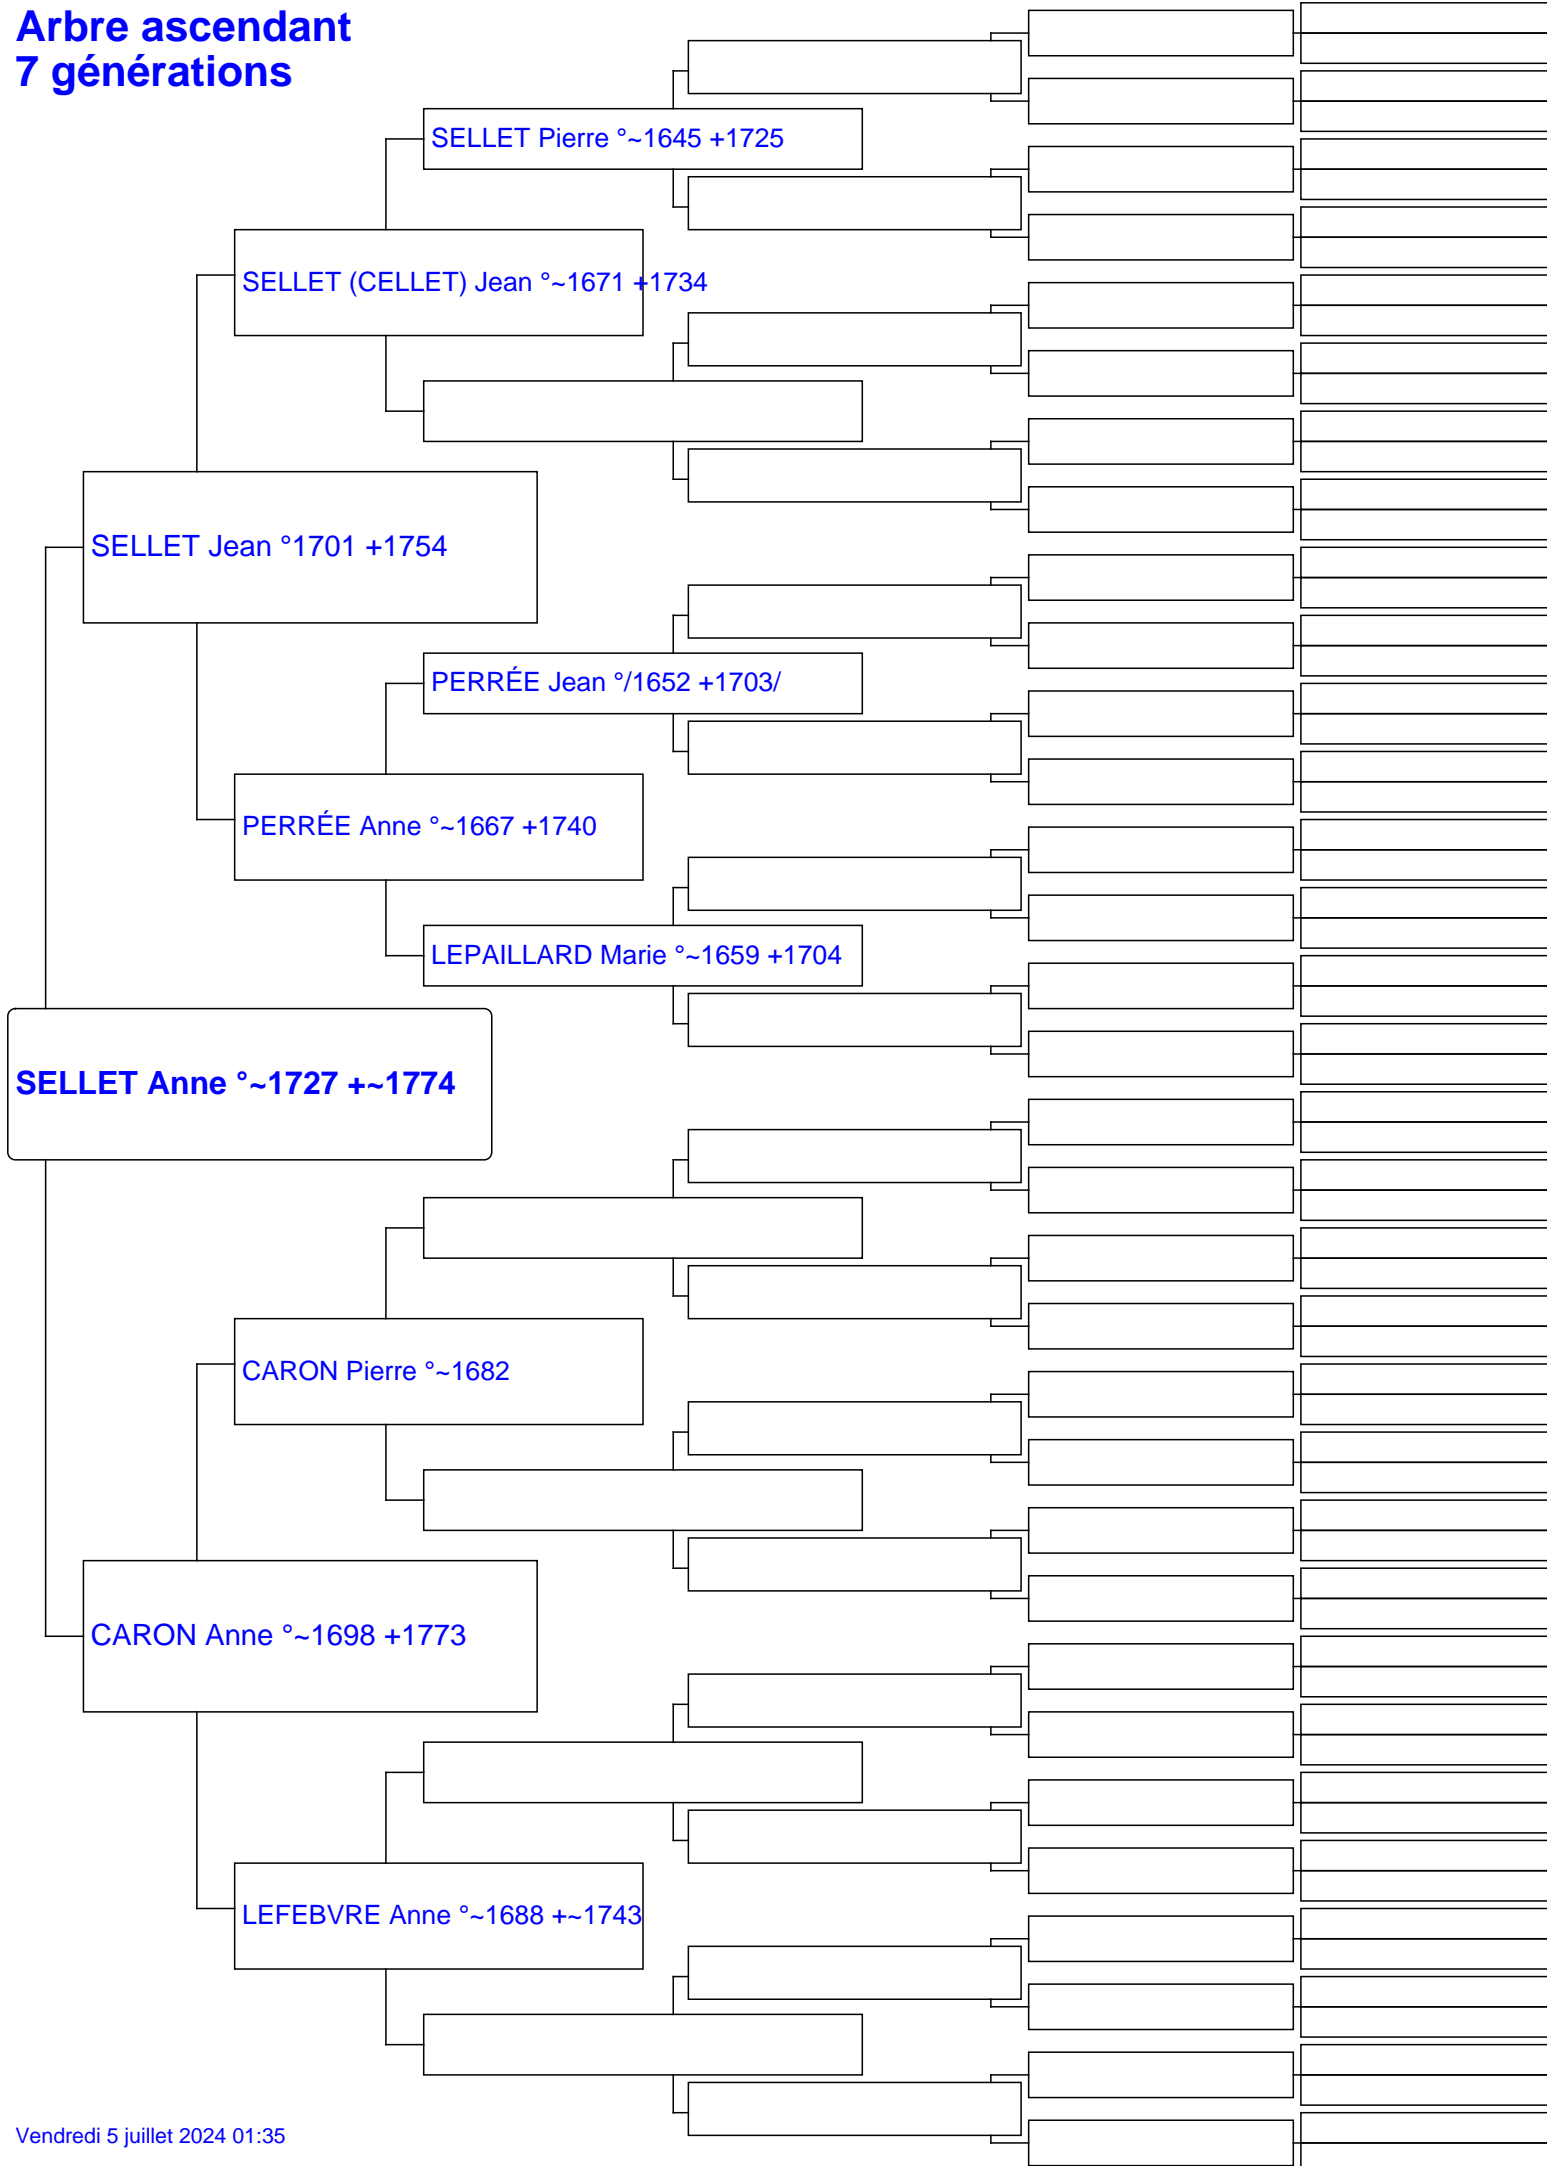 Arbre ascendant
7 générations
SELLET Pierre °~1645 +1725
SELLET (CELLET) Jean °~1671 +1734
SELLET Jean °1701 +1754
PERRÉE Jean °/1652 +1703/
PERRÉE Anne °~1667 +1740
LEPAILLARD Marie °~1659 +1704
SELLET Anne °~1727 +~1774
CARON Pierre °~1682
CARON Anne °~1698 +1773
LEFEBVRE Anne °~1688 +~1743
Vendredi 5 juillet 2024 01:35